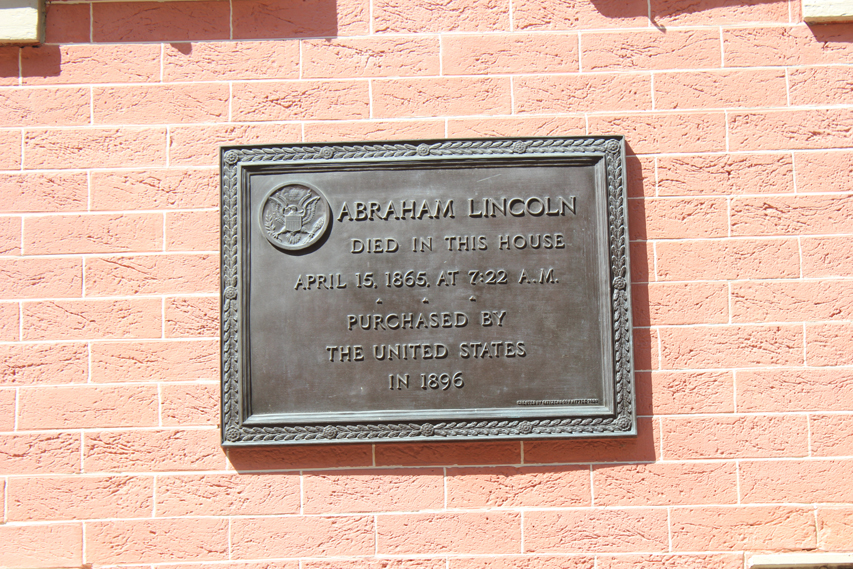 ABRAHAM LINCOLN
DIED IN THIS HOUSE
APRIL 15, 1865, AT 7:22 A.M.
PURCHASED BY
THE UNITED STATES
IN 1896